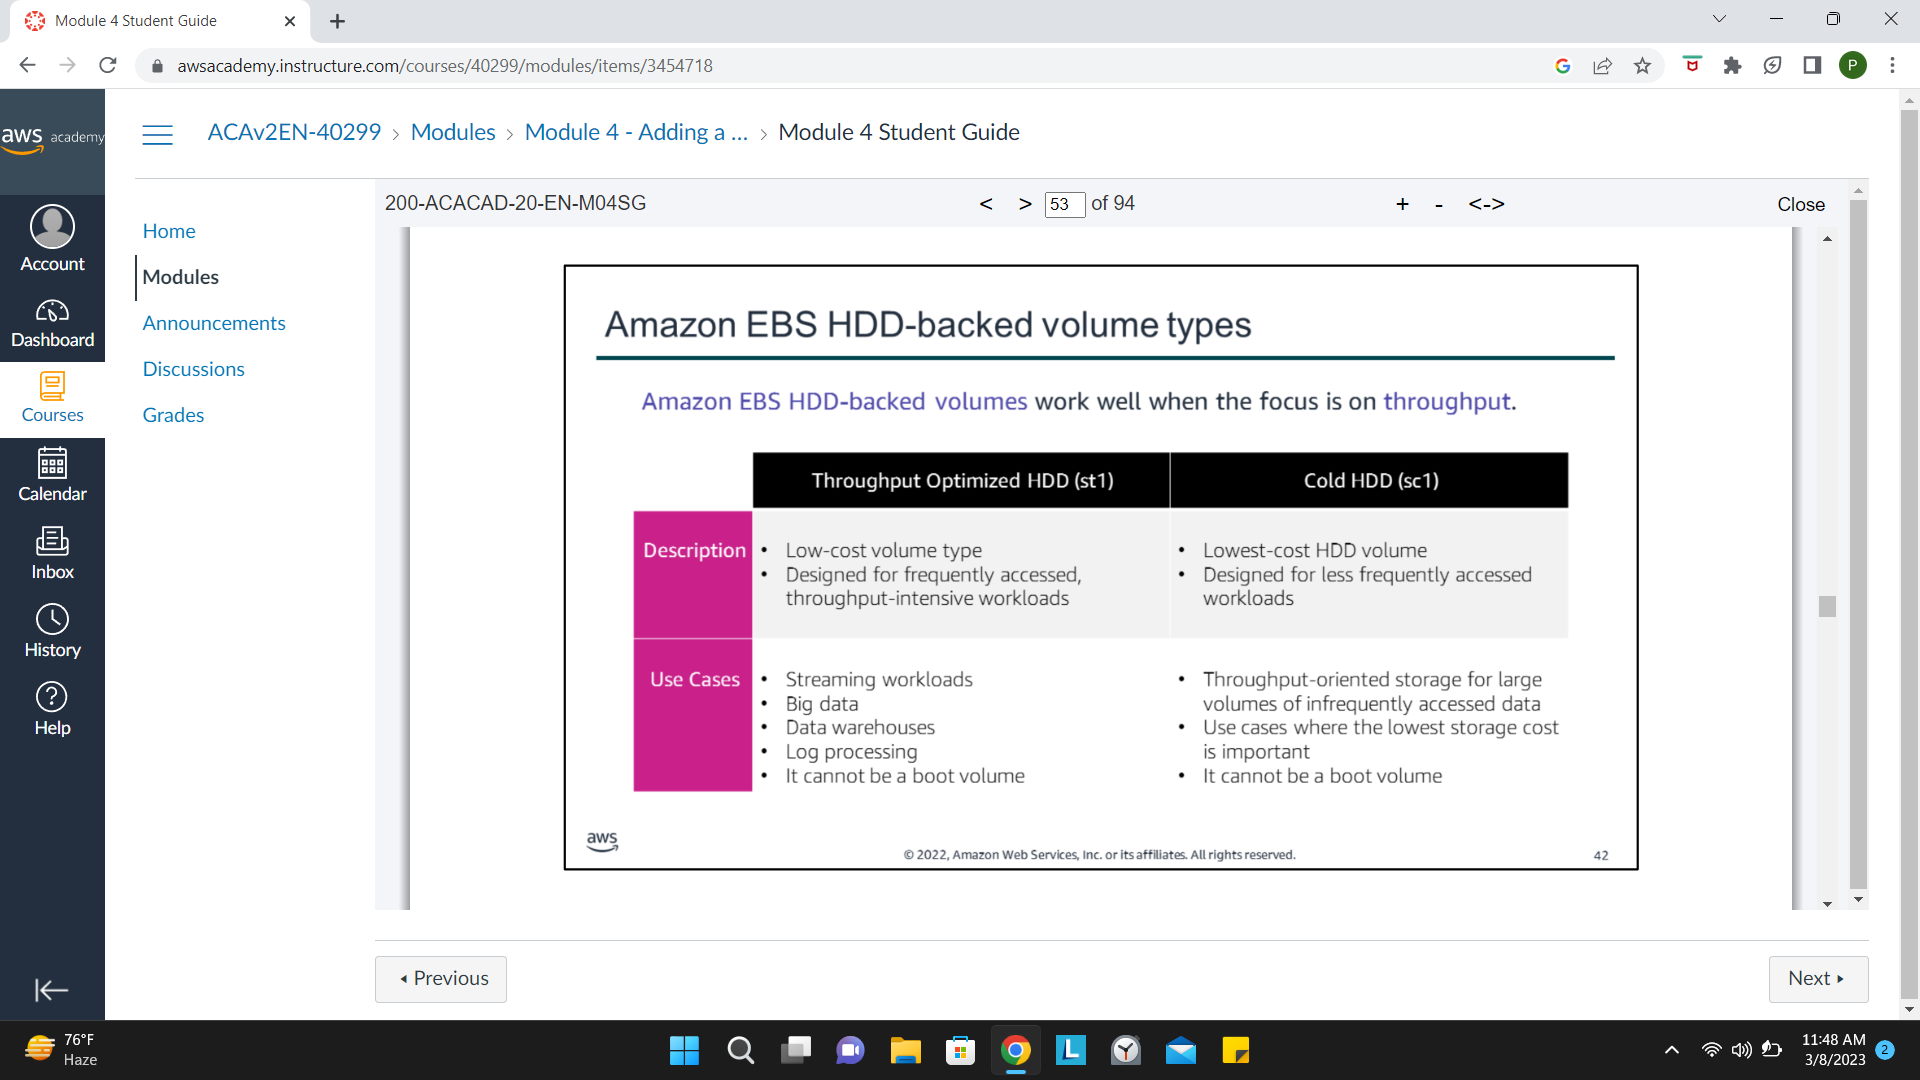 Module 4 Student Guide
awsacademy.instructure.com/courses/40299/modules/items/3454718
P
aws academy
ACAv2EN-40299 > Modules > Module 4 - Adding a ... > Module 4 Student Guide
Account
Dashboard
Courses
Calendar
Inbox
History
Help
Home
Modules
Announcements
Discussions
Grades
200-ACACAD-20-EN-M04SG
< > 53 of 94
+ - <->
Close
Amazon EBS HDD-backed volume types
Amazon EBS HDD-backed volumes work well when the focus is on throughput.
Throughput Optimized HDD (st1)
Cold HDD (sc1)
Description
• Low-cost volume type
• Designed for frequently accessed,
throughput-intensive workloads
• Lowest-cost HDD volume
• Designed for less frequently accessed
workloads
Use Cases
• Streaming workloads
• Big data
• Data warehouses
• Log processing
• It cannot be a boot volume
• Throughput-oriented storage for large
volumes of infrequently accessed data
• Use cases where the lowest storage cost
is important
• It cannot be a boot volume
aws
© 2022, Amazon Web Services, Inc. or its affiliates. All rights reserved.
42
Previous
Next
76°F
Haze
L
11:48 AM
3/8/2023
2